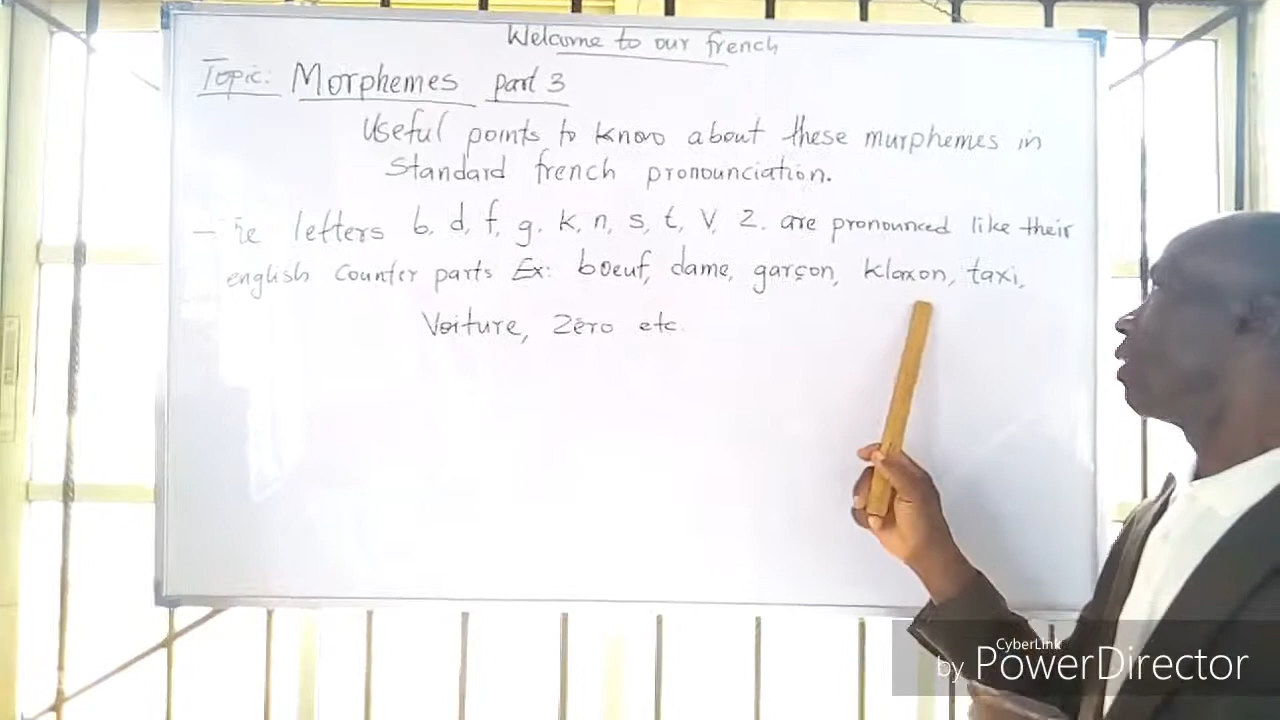 Welcome to our french
Topic: Morphemes part 3
Useful points to know about these murphemes in
Standard french pronounciation.
- letters b, d, f, g. k, n, s, t, V, Z. are pronounced like their
english counter parts Ex: boeuf, dame, garçon, klaxon, taxi,
Voiture, Zéro etc.
CyberLink
by PowerDirector